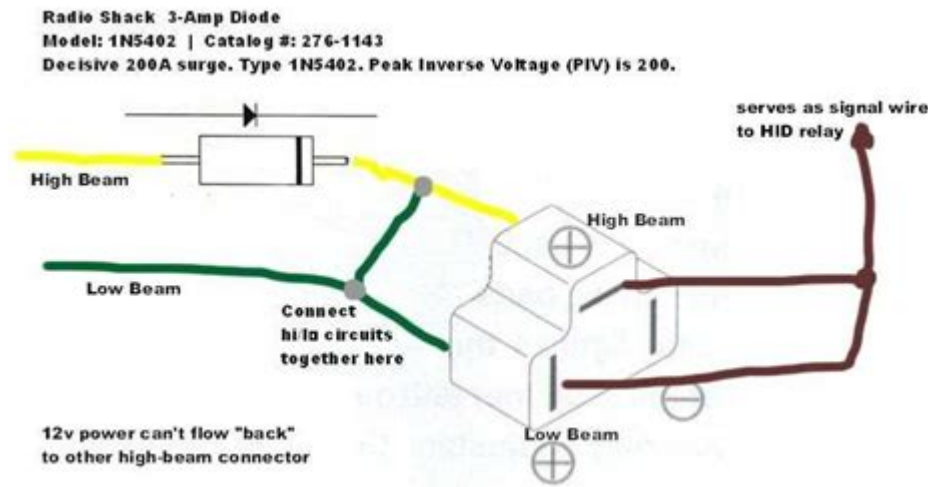 Radio Shack 3-Amp Diode
Model: 1N5402 | Catalog #: 276-1143
Decisive 200A surge. Type 1N5402. Peak Inverse Voltage (PIV) is 200.
serves as signal wire
to HID relay
High Beam
High Beam
Low Beam
Connect
hi/lo circuits
together here
Low Beam
12v power can't flow "back"
to other high-beam connector